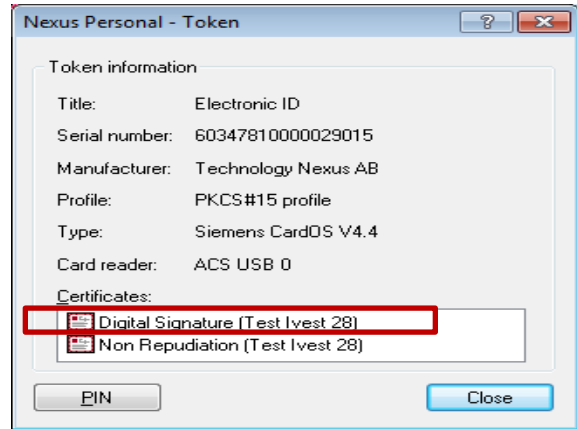 Nexus Personal - Token
Token information
Title: Electronic ID
Serial number: 60347810000029015
Manufacturer: Technology Nexus AB
Profile: PKCS#15 profile
Type: Siemens CardOS V4.4
Card reader: ACS USB 0
Certificates:
Digital Signature (Test Ivest 28)
Non Repudiation (Test Ivest 28)
PIN Close